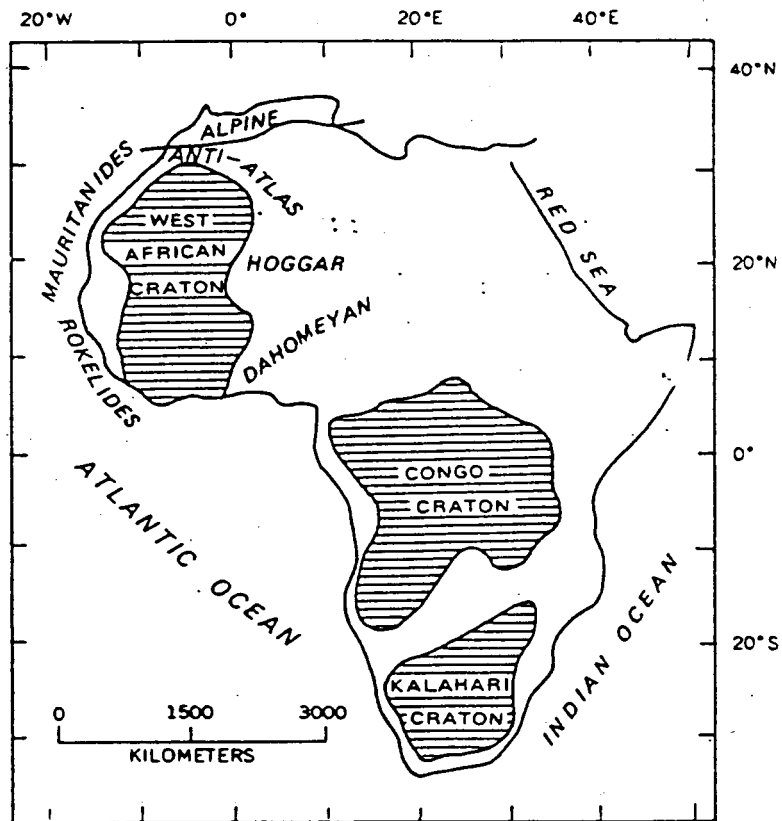 20°W 0° 20°E 40°E
40°N
ALPINE
ANTI-ATLAS
MAURITANIDES
WEST
AFRICAN
CRATON
HOGGAR
RED SEA
20°N
ROKELIDES
DAHOMEYAN
0°
CONGO
CRATON
ATLANTIC OCEAN
INDIAN OCEAN
20°S
KALAHARI
CRATON
0 1500 3000
KILOMETERS